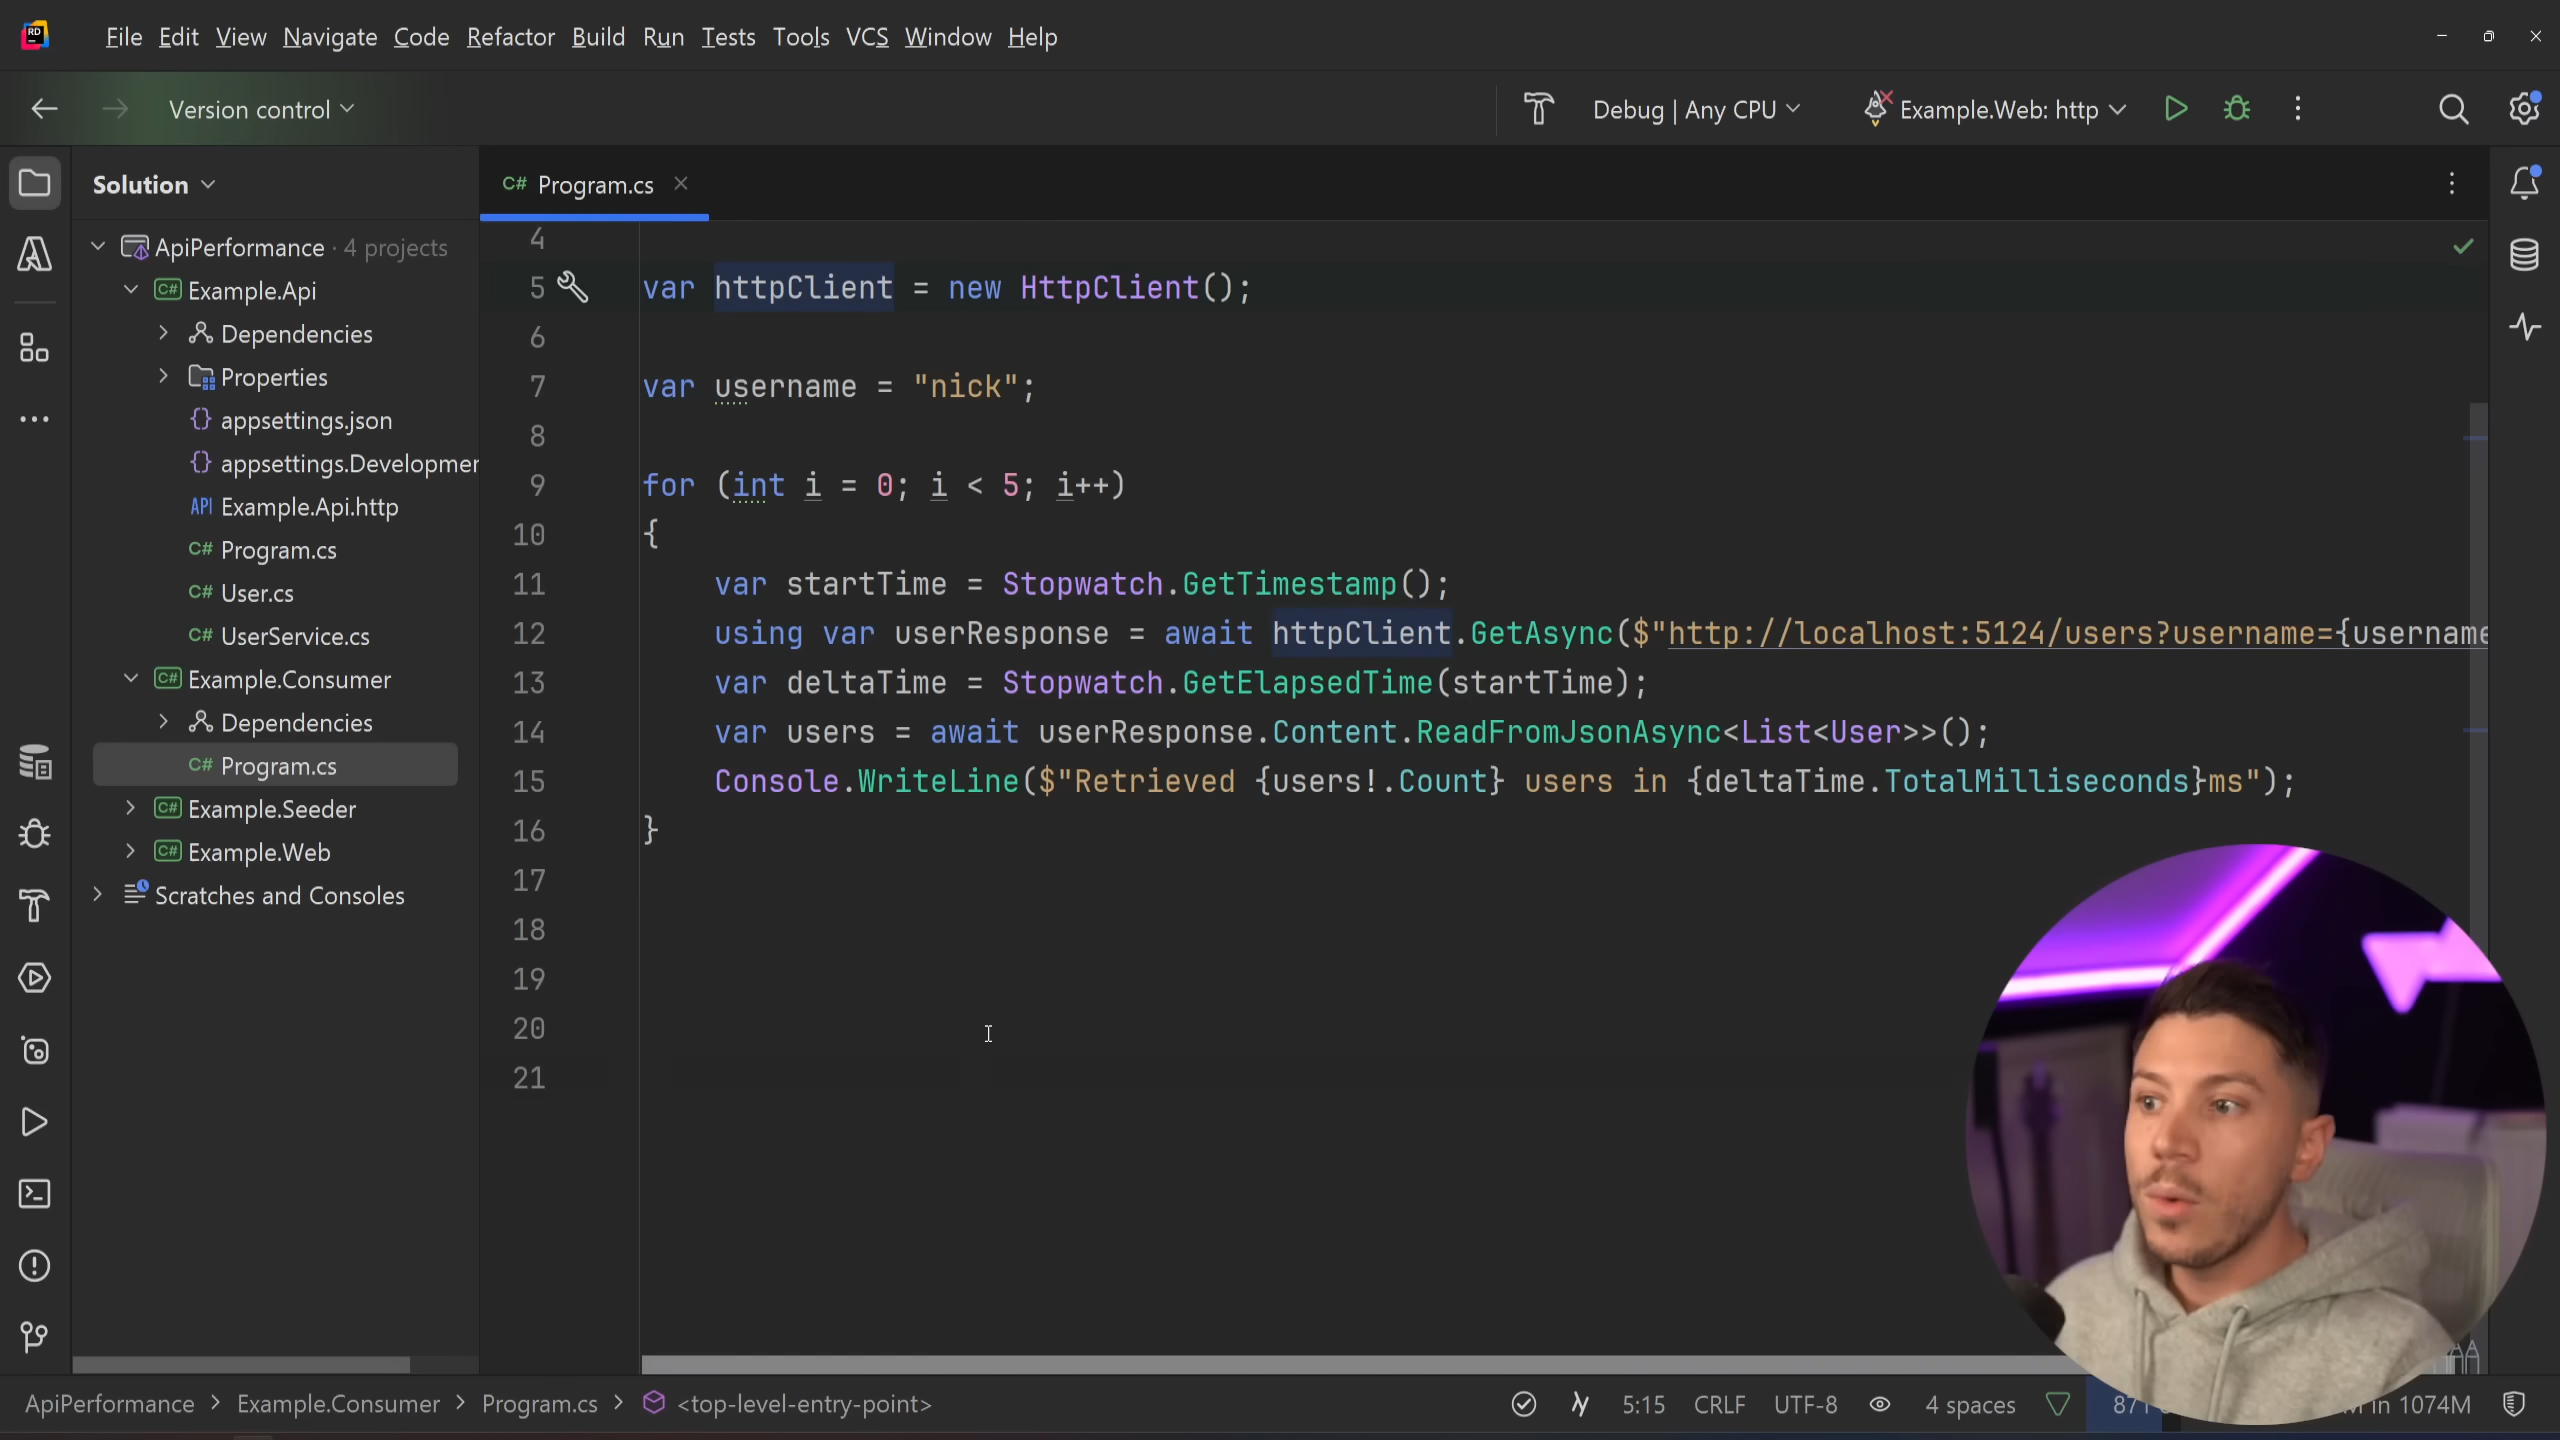 RD File Edit View Navigate Code Refactor Build Run Tests Tools VCS Window Help
Version control Debug | Any CPU Example.Web: http
Solution
ApiPerformance · 4 projects
Example.Api
Dependencies
Properties
appsettings.json
appsettings.Developmer
API Example.Api.http
C# Program.cs
C# User.cs
C# UserService.cs
Example.Consumer
Dependencies
C# Program.cs
C# Example.Seeder
C# Example.Web
Scratches and Consoles
C# Program.cs
4
5 var httpClient = new HttpClient();
6
7 var username = "nick";
8
9 for (int i = 0; i < 5; i++)
10 {
11 var startTime = Stopwatch.GetTimestamp();
12 using var userResponse = await httpClient.GetAsync($"http://localhost:5124/users?username={username
13 var deltaTime = Stopwatch.GetElapsedTime(startTime);
14 var users = await userResponse.Content.ReadFromJsonAsync<List<User>>();
15 Console.WriteLine($"Retrieved {users!.Count} users in {deltaTime.TotalMilliseconds}ms");
16 }
17
18
19
20
21
ApiPerformance > Example.Consumer > Program.cs > <top-level-entry-point> 5:15 CRLF UTF-8 4 spaces in 1074M